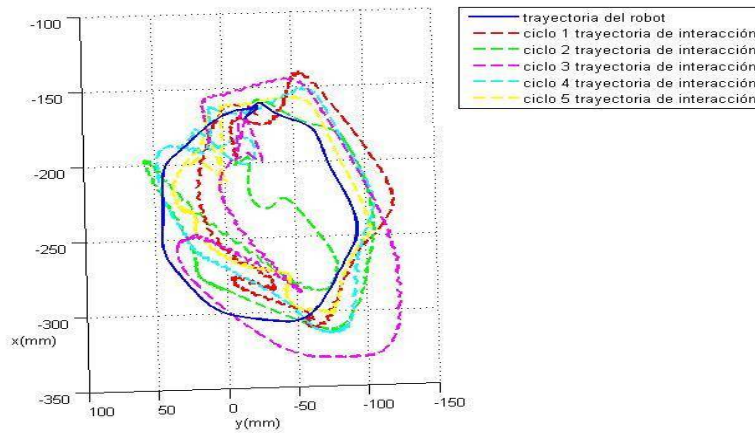 -100
-150
-200
-250
-300
-350
x(mm)
100
50
0
-50
-100
-150
y(mm)
trayectoria del robot
ciclo 1 trayectoria de interacción
ciclo 2 trayectoria de interacción
ciclo 3 trayectoria de interacción
ciclo 4 trayectoria de interacción
ciclo 5 trayectoria de interacción